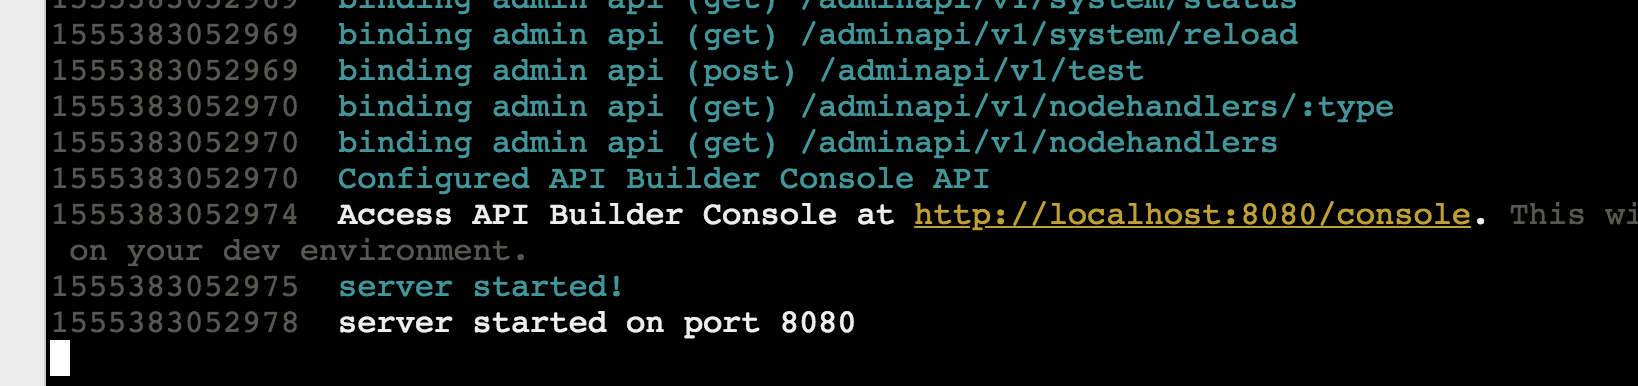 1555383052969  binding admin api (get) /adminapi/v1/system/status
1555383052969  binding admin api (get) /adminapi/v1/system/reload
1555383052969  binding admin api (post) /adminapi/v1/test
1555383052970  binding admin api (get) /adminapi/v1/nodehandlers/:type
1555383052970  binding admin api (get) /adminapi/v1/nodehandlers
1555383052970  Configured API Builder Console API
1555383052974  Access API Builder Console at http://localhost:8080/console. This wi
 on your dev environment.
1555383052975  server started!
1555383052978  server started on port 8080